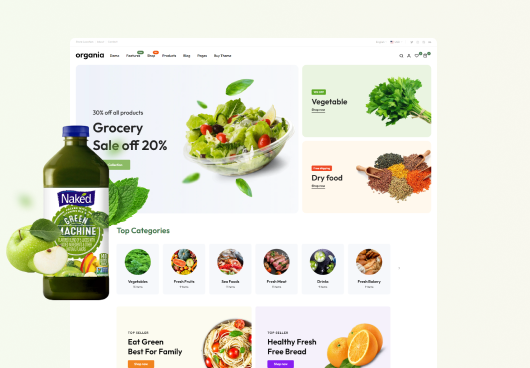 organia
Demo Features Shop Products Blog Pages Buy Theme
30% off all products
Grocery
Sale off 20%
Vegetable
Shop now
Free shipping
Dry food
Shop now
Naked
GREEN
MACHINE
Top Categories
Vegetables
Fresh Fruits
Sea Foods
Fresh Meat
Drinks
Fresh Bakery
TOP SELLER
Eat Green
Best For Family
Shop now
TOP SELLER
Healthy Fresh
Free Bread
Shop now